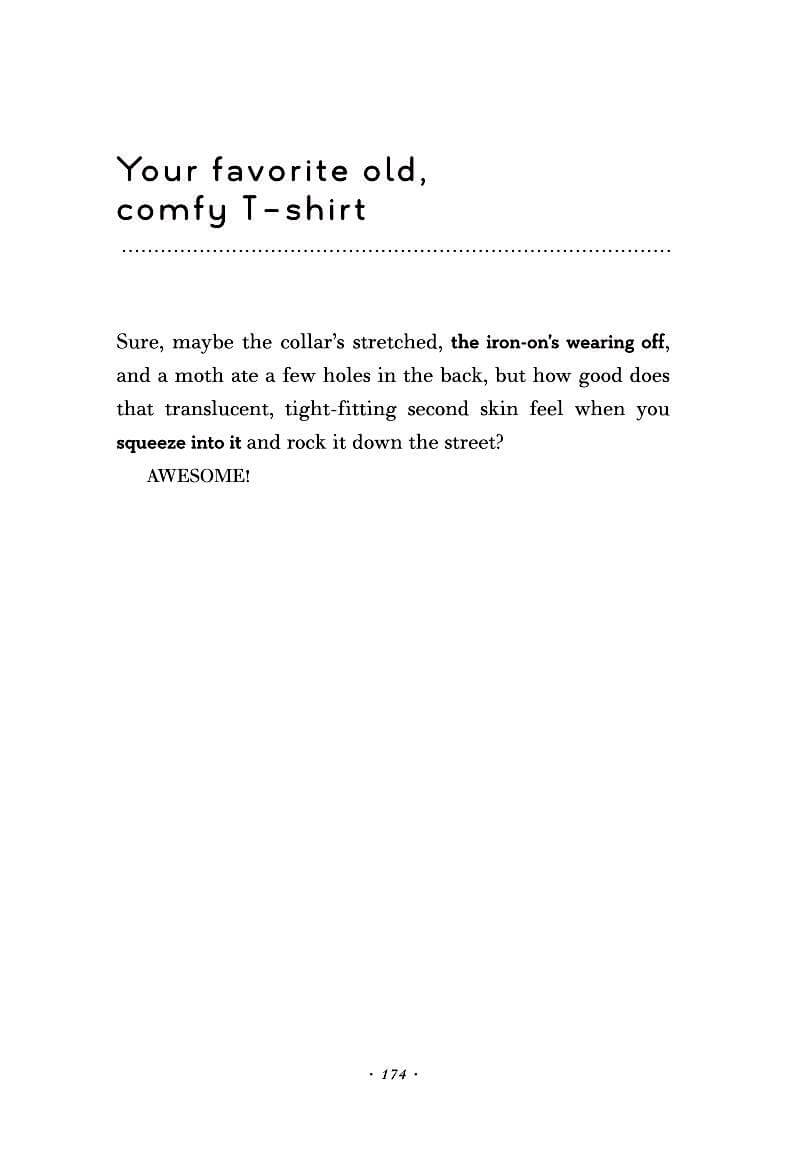 Your favorite old,
comfy T-shirt
Sure, maybe the collar’s stretched, the iron-on’s wearing off,
and a moth ate a few holes in the back, but how good does
that translucent, tight-fitting second skin feel when you
squeeze into it and rock it down the street?
AWESOME!
· 174 ·